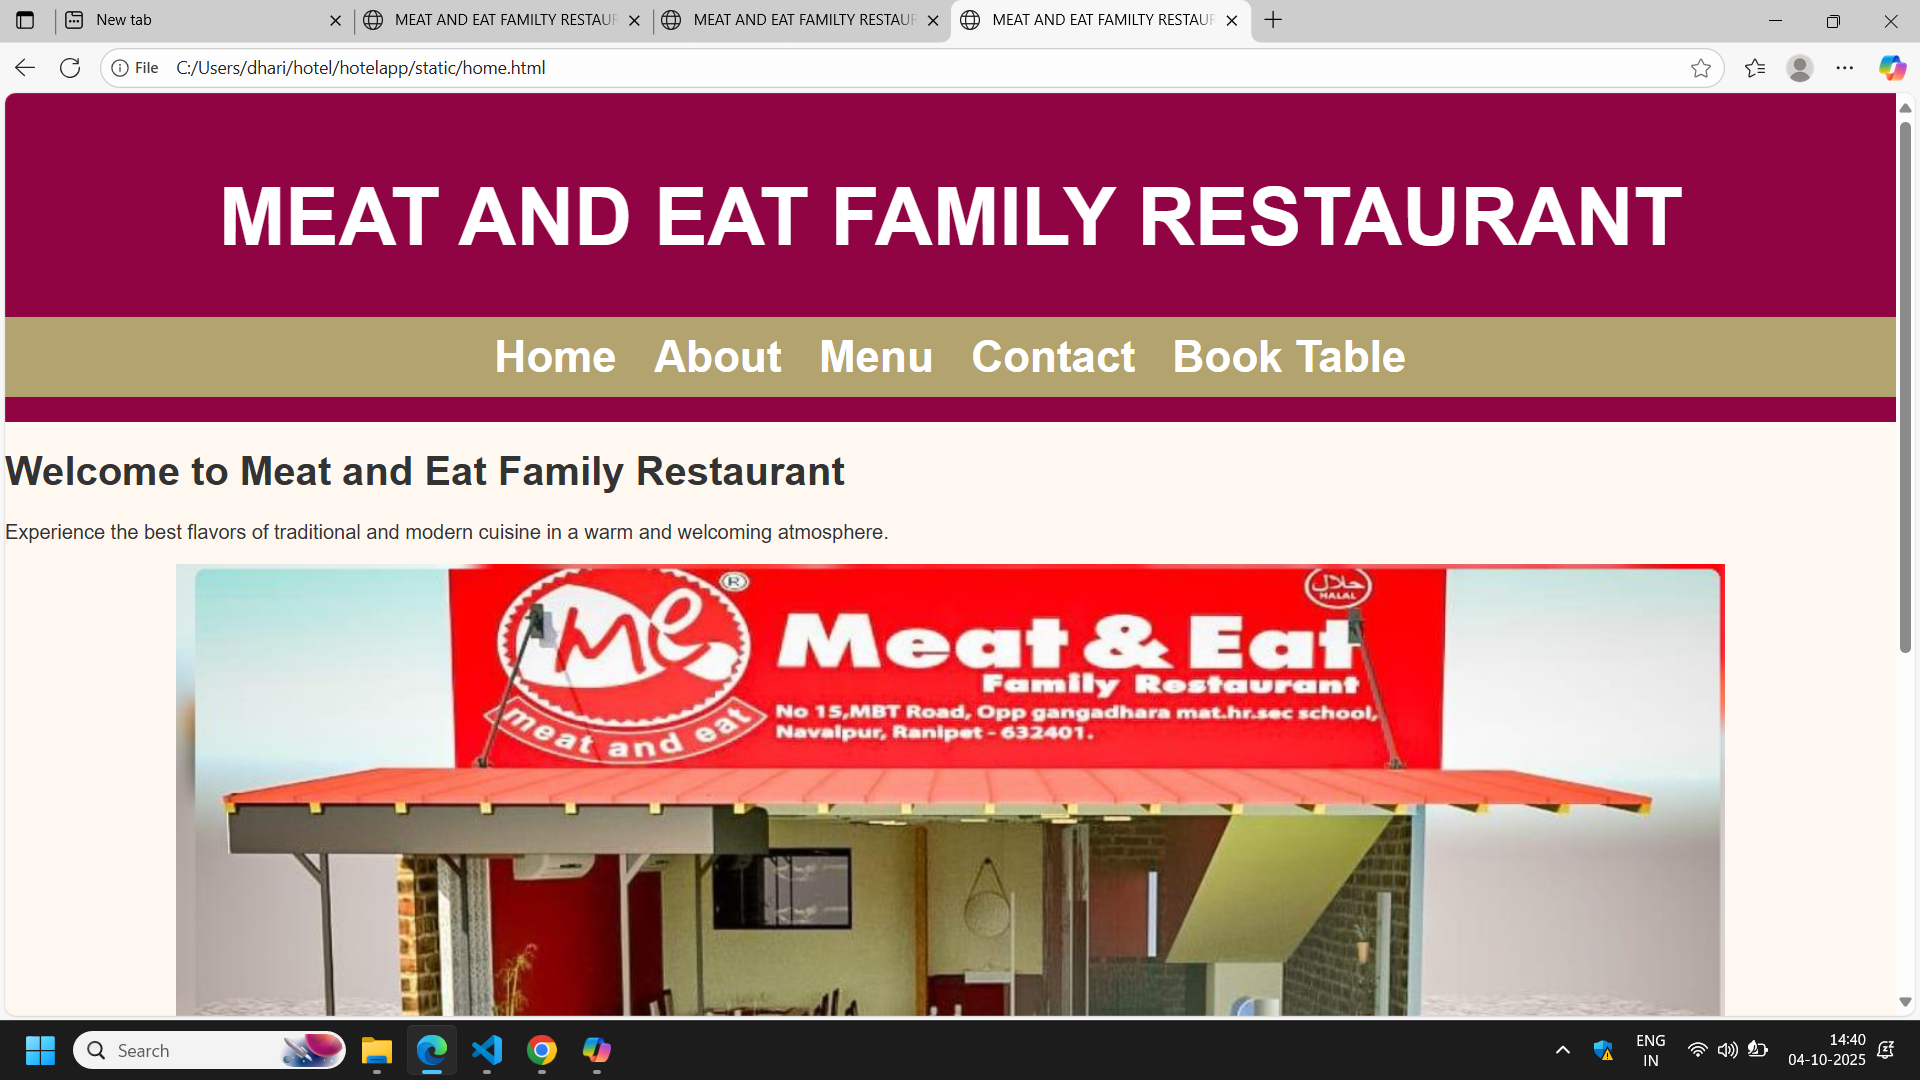 New tab
MEAT AND EAT FAMILTY RESTAUR
MEAT AND EAT FAMILTY RESTAUR
MEAT AND EAT FAMILTY RESTAUR
File C:/Users/dhari/hotel/hotelapp/static/home.html
MEAT AND EAT FAMILY RESTAURANT
Home About Menu Contact Book Table
Welcome to Meat and Eat Family Restaurant
Experience the best flavors of traditional and modern cuisine in a warm and welcoming atmosphere.
®
حلال
HALAL
me
Meat & Eat
Family Restaurant
meat and eat
No 15,MBT Road, Opp gangadhara mat.hr.sec school,
Navalpur, Ranipet - 632401.
Search
ENG
IN
14:40
04-10-2025